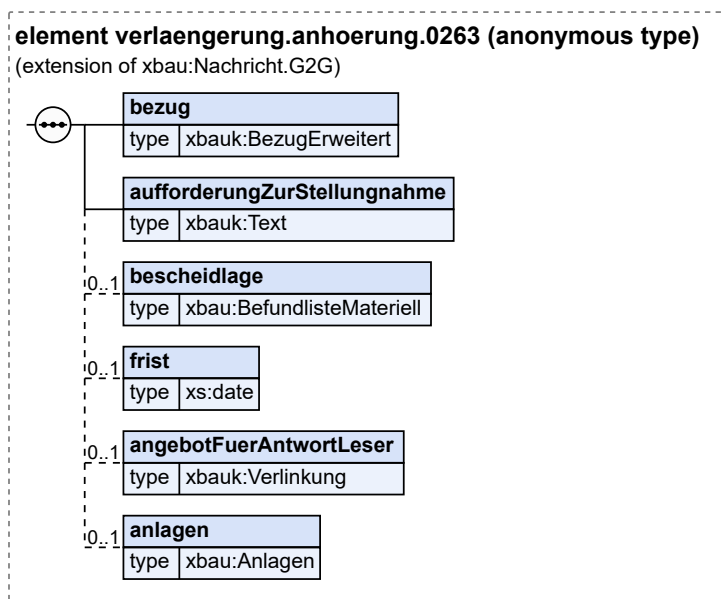 element verlaengerung.anhoerung.0263 (anonymous type)
(extension of xbau:Nachricht.G2G)
bezug
type xbauk:BezugErweitert
aufforderungZurStellungnahme
type xbauk:Text
0..1 bescheidlage
type xbau:BefundlisteMateriell
0..1 frist
type xs:date
0..1 angebotFuerAntwortLeser
type xbauk:Verlinkung
0..1 anlagen
type xbau:Anlagen